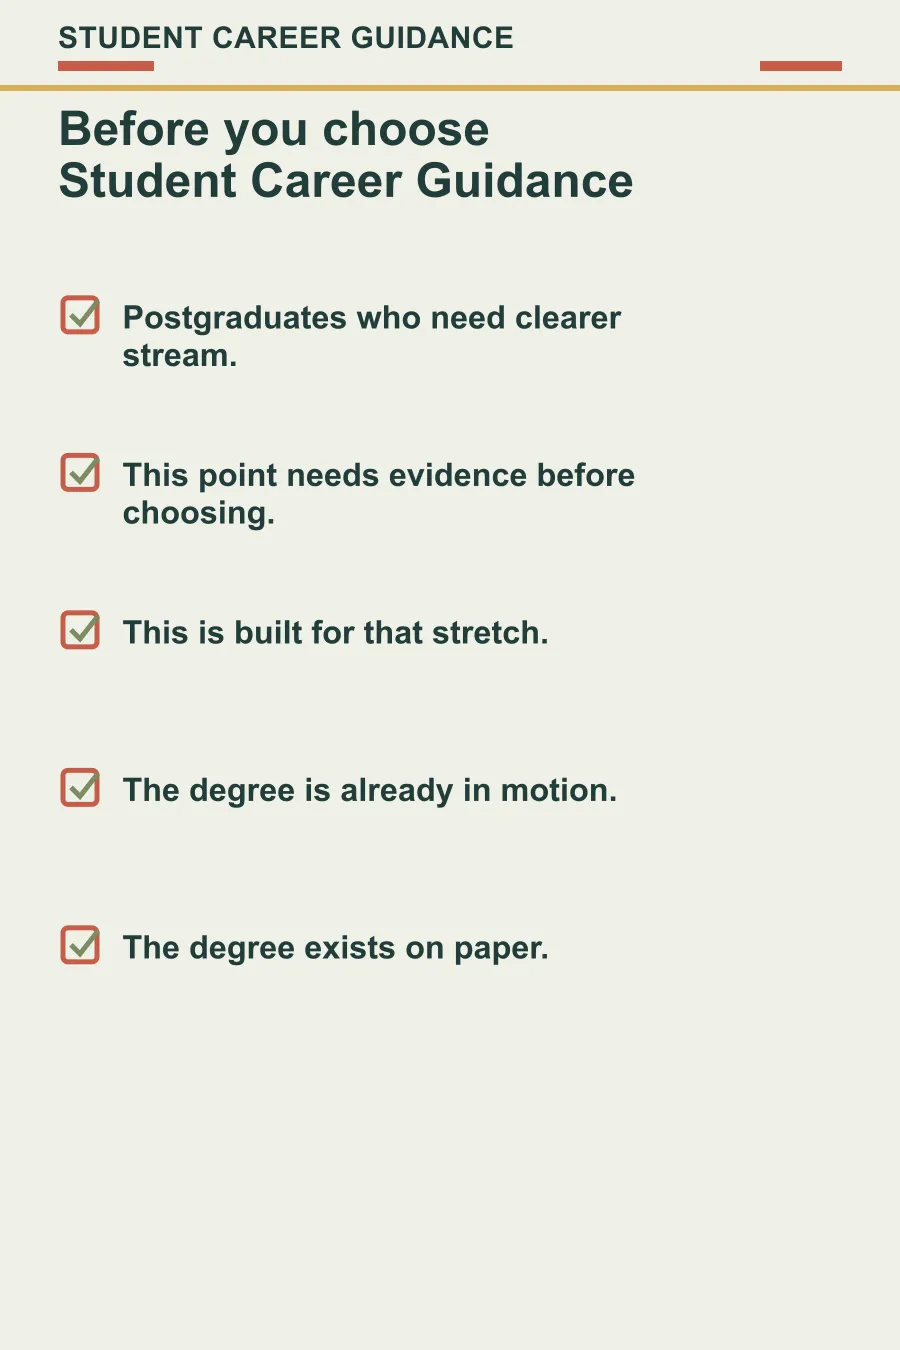 STUDENT CAREER GUIDANCE
Before you choose
Student Career Guidance
Postgraduates who need clearer
stream.
This point needs evidence before
choosing.
This is built for that stretch.
The degree is already in motion.
The degree exists on paper.